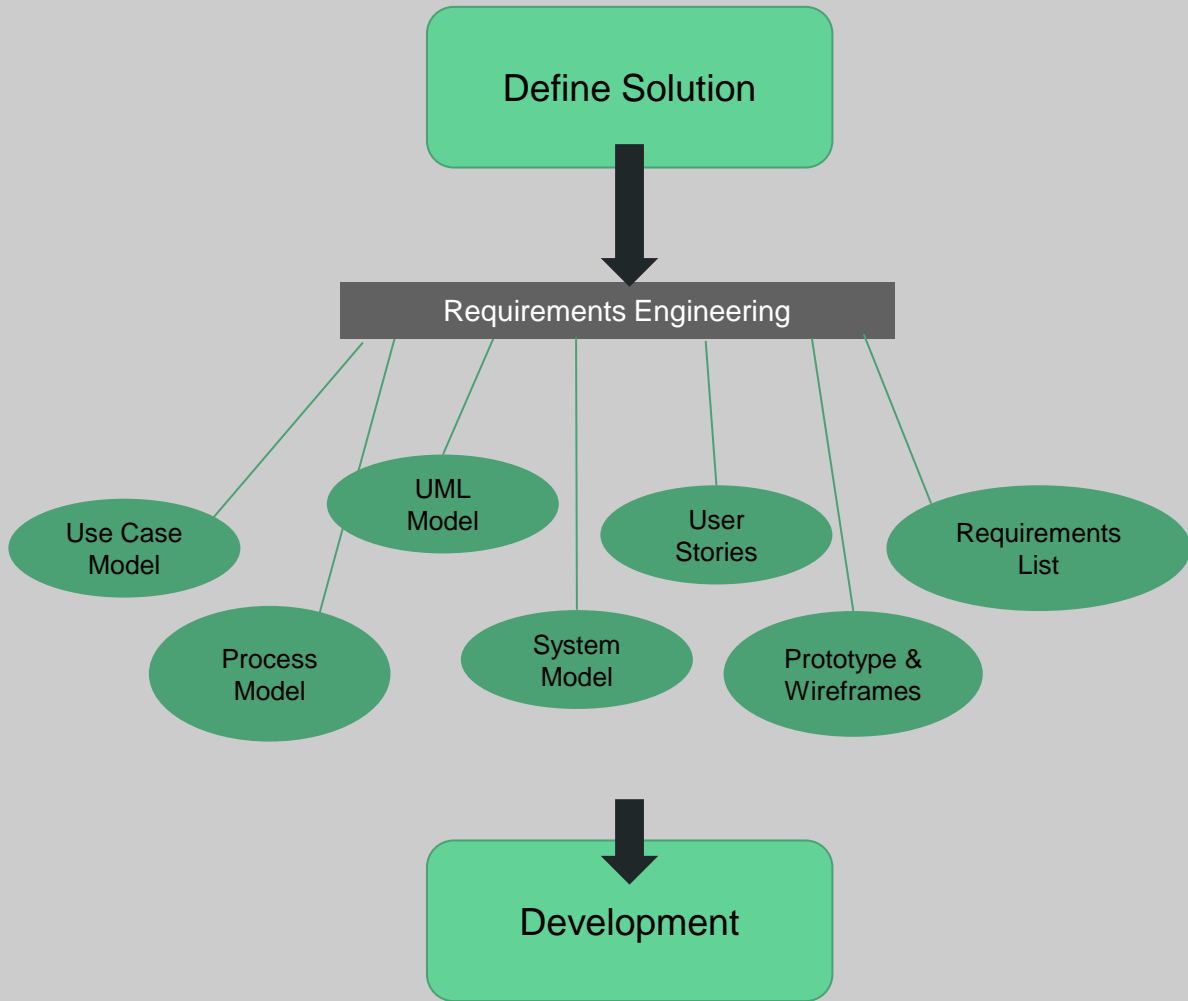 Define Solution
Requirements Engineering
UML
Model
Use Case
Model
User
Stories
Requirements
List
Process
Model
System
Model
Prototype &
Wireframes
Development